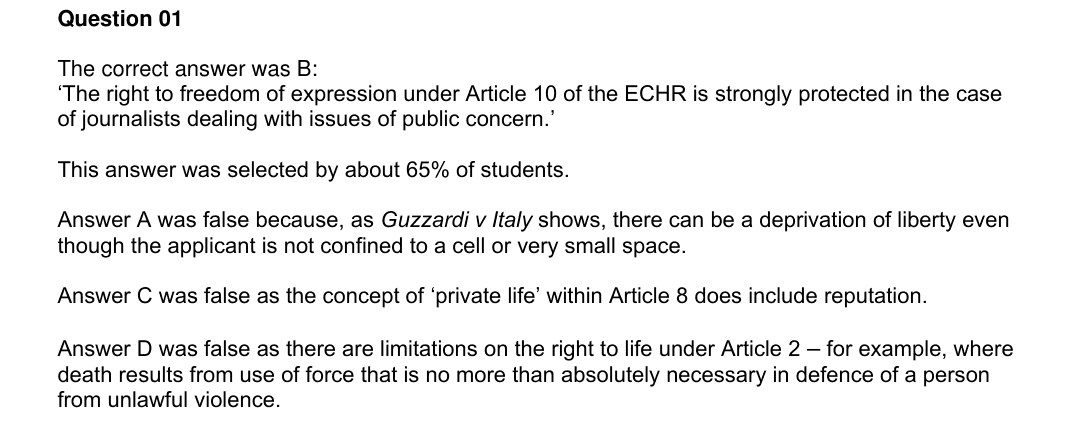 Question 01
The correct answer was B:
‘The right to freedom of expression under Article 10 of the ECHR is strongly protected in the case
of journalists dealing with issues of public concern.’
This answer was selected by about 65% of students.
Answer A was false because, as Guzzardi v Italy shows, there can be a deprivation of liberty even
though the applicant is not confined to a cell or very small space.
Answer C was false as the concept of ‘private life’ within Article 8 does include reputation.
Answer D was false as there are limitations on the right to life under Article 2 – for example, where
death results from use of force that is no more than absolutely necessary in defence of a person
from unlawful violence.